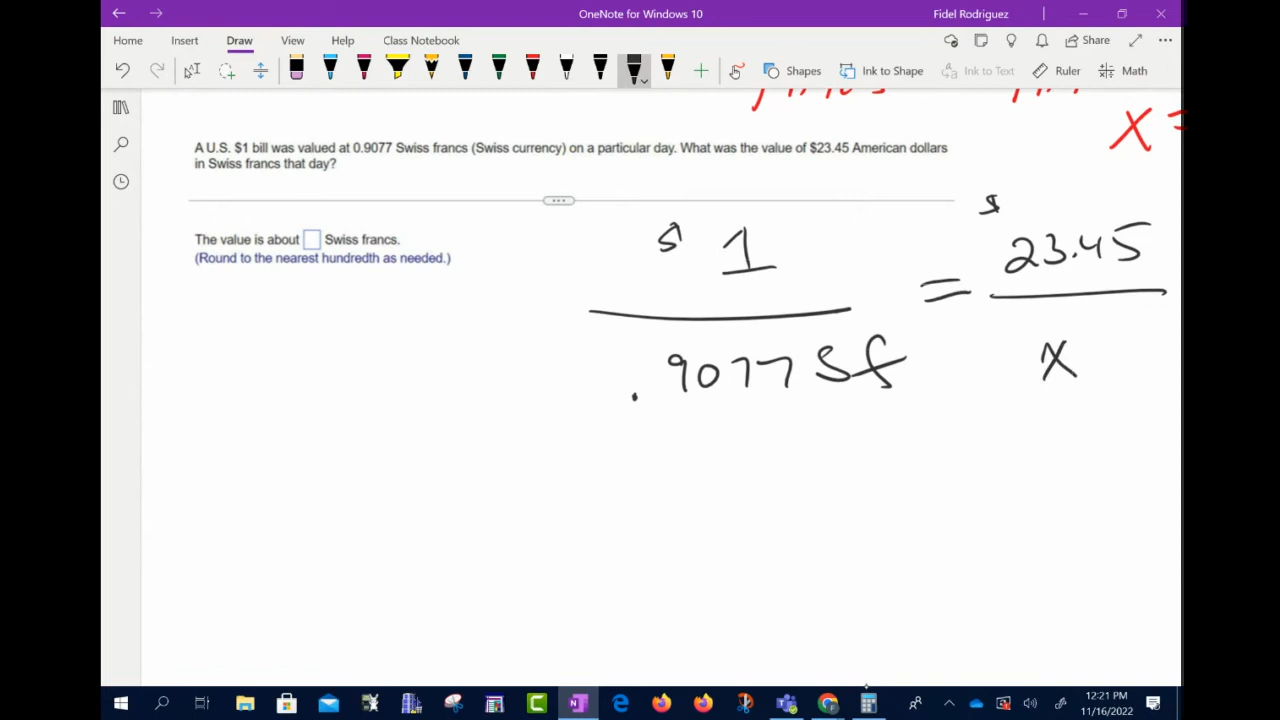 OneNote for Windows 10
Fidel Rodriguez
Home Insert Draw View Help Class Notebook
Share
Shapes Ink to Shape Ink to Text Ruler Math
x =
A U.S. $1 bill was valued at 0.9077 Swiss francs (Swiss currency) on a particular day. What was the value of $23.45 American dollars
in Swiss francs that day?
The value is about Swiss francs.
(Round to the nearest hundredth as needed.)
$ 1
.9077 Sf
=
$
23.45
x
12:21 PM
11/16/2022